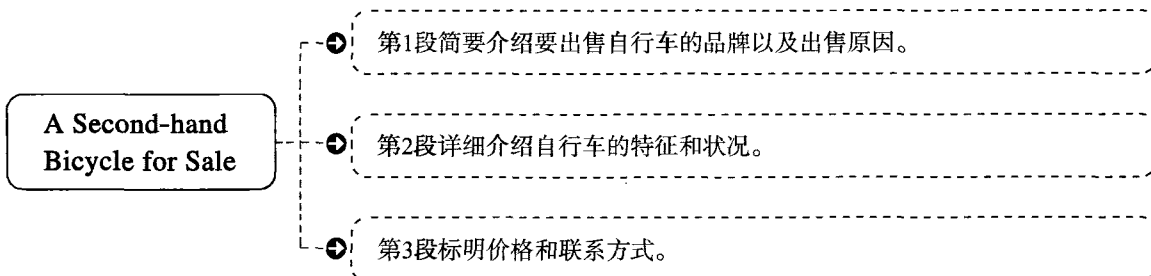 第1段简要介绍要出售自行车的品牌以及出售原因。
A Second-hand
Bicycle for Sale
第2段详细介绍自行车的特征和状况。
第3段标明价格和联系方式。